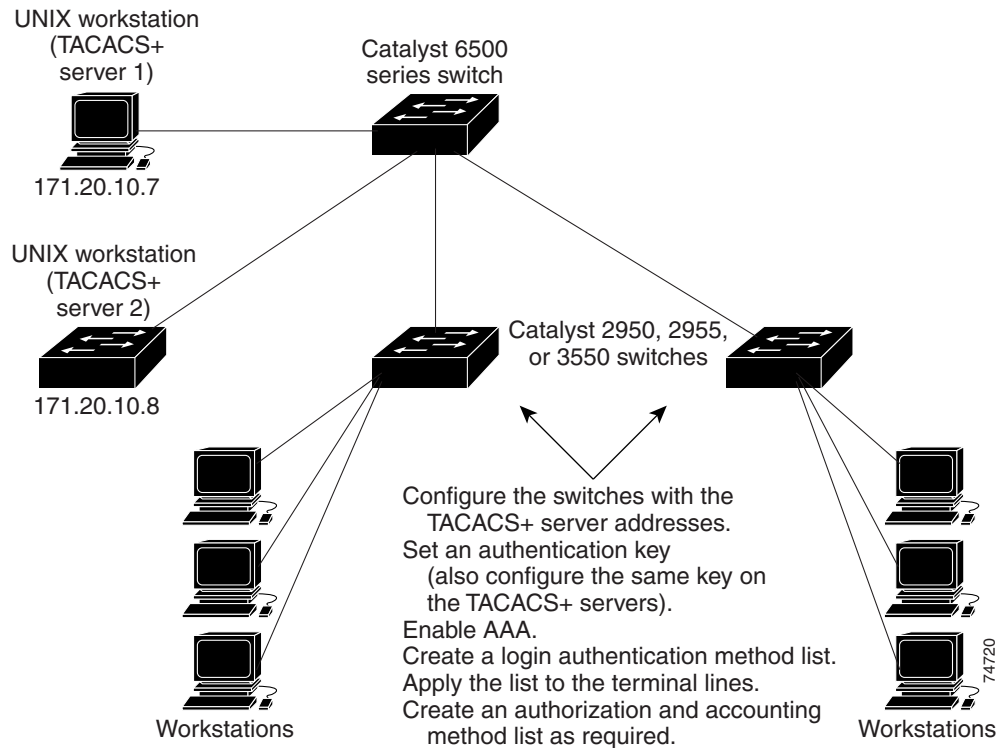 UNIX workstation
(TACACS+
server 1)
171.20.10.7
Catalyst 6500
series switch
UNIX workstation
(TACACS+
server 2)
171.20.10.8
Catalyst 2950, 2955,
or 3550 switches
Configure the switches with the
TACACS+ server addresses.
Set an authentication key
(also configure the same key on
the TACACS+ servers).
Enable AAA.
Create a login authentication method list.
Apply the list to the terminal lines.
Create an authorization and accounting
method list as required.
Workstations
Workstations
74720